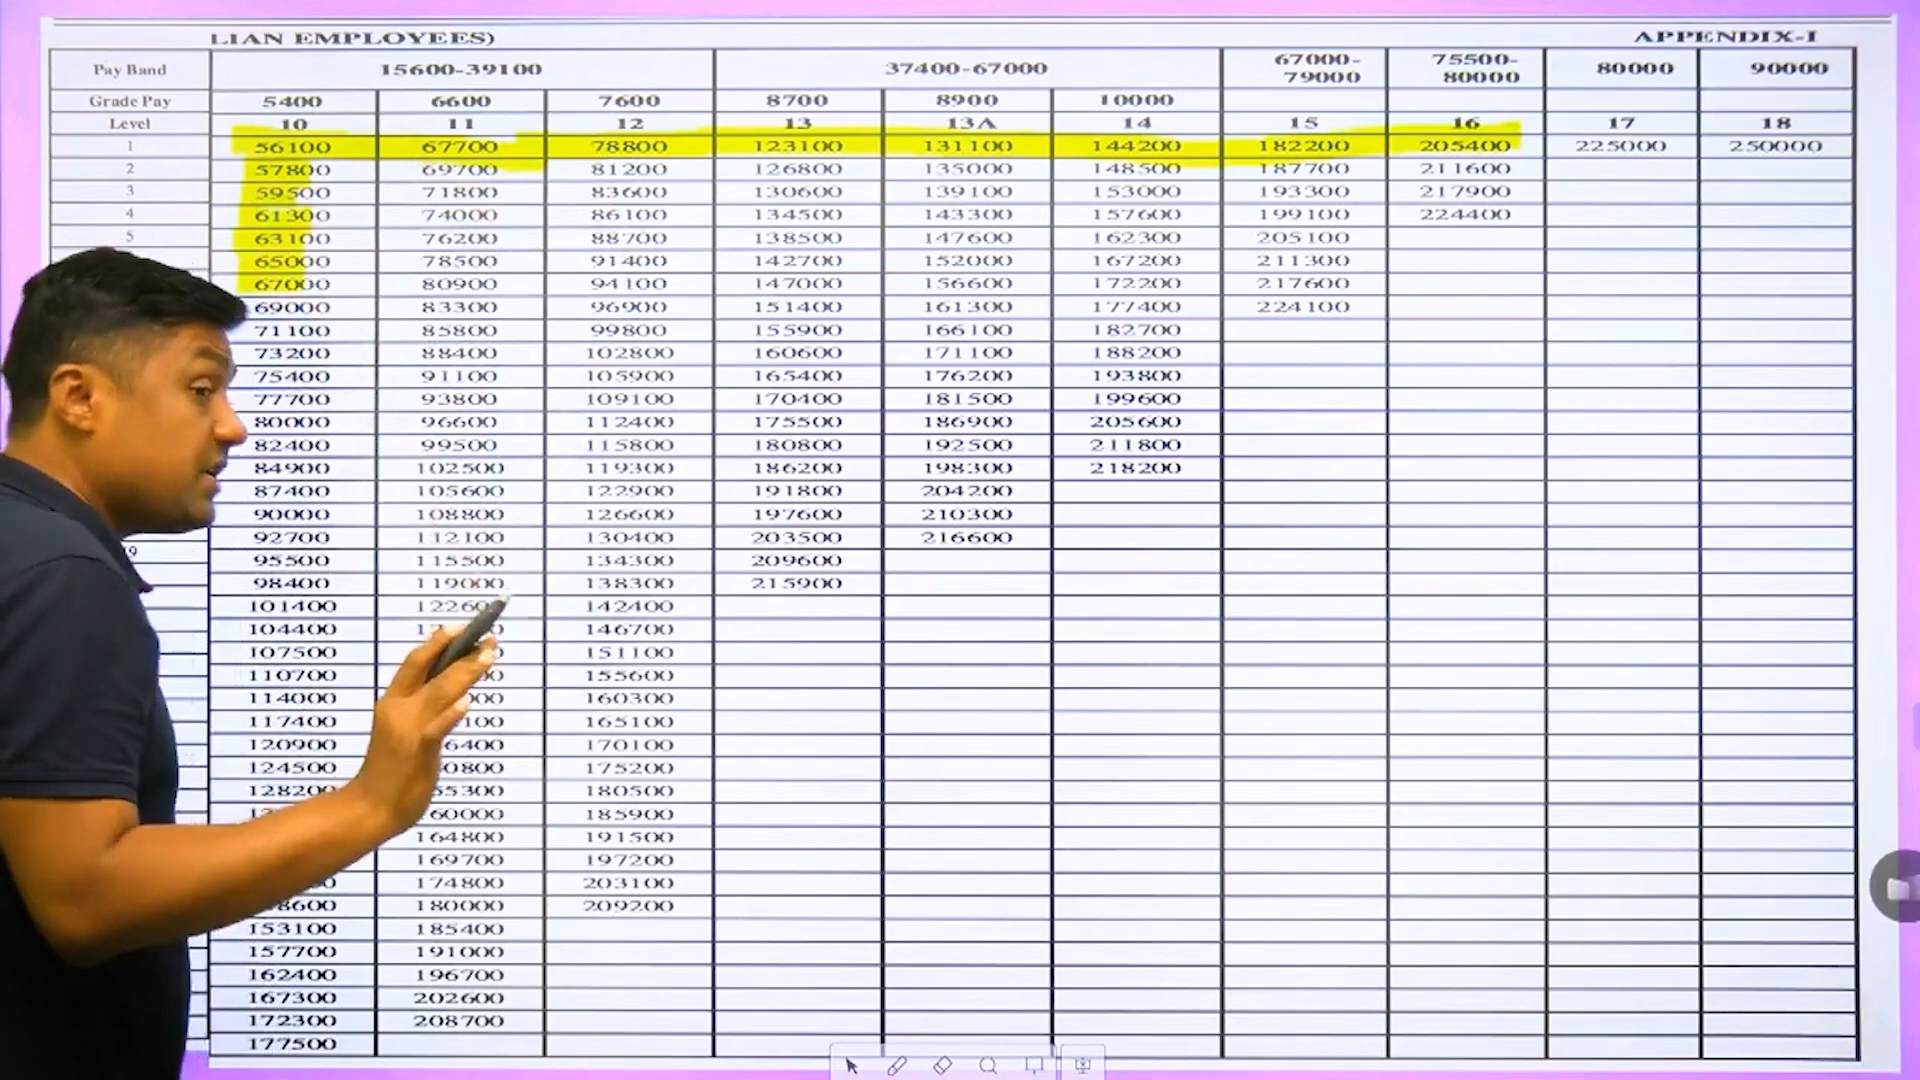 LIAN EMPLOYEES) APPENDIX-I
Pay Band 15600-39100 37400-67000 67000-79000 75500-80000 80000 90000
Grade Pay 5400 6600 7600 8700 8900 10000
Level 10 11 12 13 13A 14 15 16 17 18
1 56100 67700 78800 123100 131100 144200 182200 205400 225000 250000
2 57800 69700 81200 126800 135000 148500 187700 211600
3 59500 71800 83600 130600 139100 153000 193300 217900
4 61300 74000 86100 134500 143300 157600 199100 224400
5 63100 76200 88700 138500 147600 162300 205100
65000 78500 91400 142700 152000 167200 211300
67000 80900 94100 147000 156600 172200 217600
69000 83300 96900 151400 161300 177400 224100
71100 85800 99800 155900 166100 182700
73200 88400 102800 160600 171100 188200
75400 91100 105900 165400 176200 193800
77700 93800 109100 170400 181500 199600
80000 96600 112400 175500 186900 205600
82400 99500 115800 180800 192500 211800
84900 102500 119300 186200 198300 218200
87400 105600 122900 191800 204200
90000 108800 126600 197600 210300
92700 112100 130400 203500 216600
95500 115500 134300 209600
98400 119000 138300 215900
101400 142400
104400 146700
107500 151100
110700 155600
114000 160300
117400 165100
120900 170100
124500 175200
128200 180500
185900
164800 191500
169700 197200
174800 203100
180000 209200
153100 185400
157700 191000
162400 196700
167300 202600
172300 208700
177500